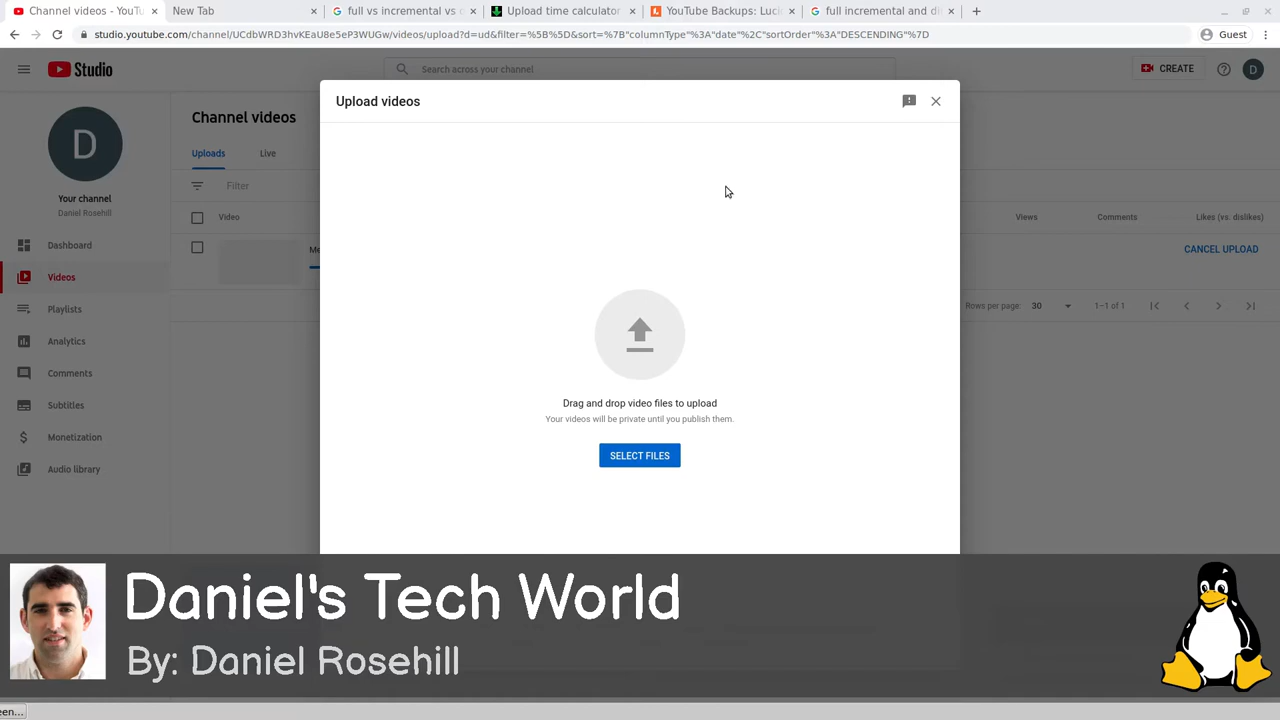 Channel videos - YouTu
New Tab
full vs incremental vs d
Upload time calculator
YouTube Backups: Luck
full incremental and di
studio.youtube.com/channel/UCdbWRD3hvKEaU8e5eP3WUGw/videos/upload?d=ud&filter=%5B%5D&sort=%7B"columnType"%3A"date"%2C"sortOrder"%3A"DESCENDING"%7D
Guest
Studio
Search across your channel
CREATE
D
Upload videos
D
Your channel
Daniel Rosehill
Dashboard
Videos
Playlists
Analytics
Comments
Subtitles
Monetization
Audio library
Channel videos
Uploads
Live
Filter
Video
Views
Comments
Likes (vs. dislikes)
Me
CANCEL UPLOAD
Rows per page:
30
1–1 of 1
Drag and drop video files to upload
Your videos will be private until you publish them.
SELECT FILES
Daniel's Tech World
By: Daniel Rosehill
een...